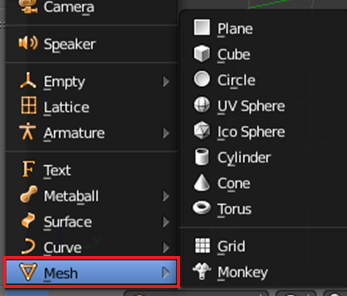 Camera
Speaker
Empty
Lattice
Armature
Text
Metaball
Surface
Curve
Mesh
Plane
Cube
Circle
UV Sphere
Ico Sphere
Cylinder
Cone
Torus
Grid
Monkey